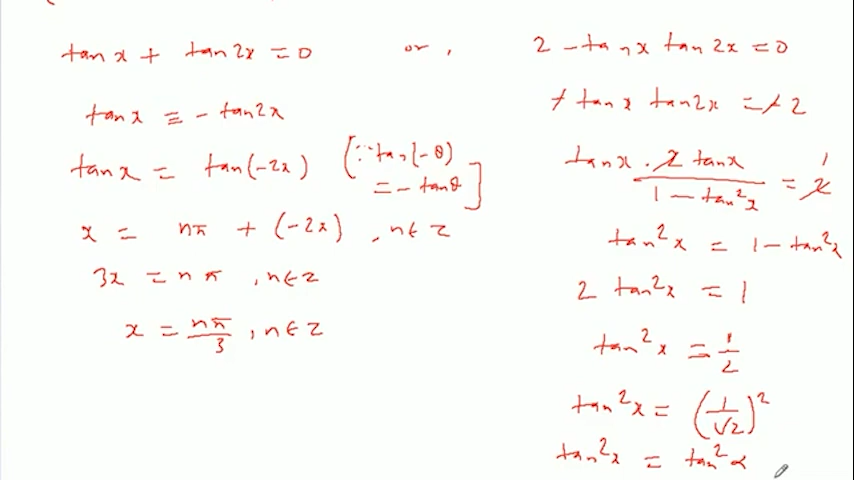 tan x + tan 2x = 0 or,
tan x = - tan 2x
tan x = tan(-2x) [∵ tan(-θ)
= - tanθ]
x = nπ + (-2x), n∈Z
3x = nπ, n∈Z
x = nπ/3, n∈Z
2 - tan x tan 2x = 0
-tan x tan 2x = -2
tan x . 2 tan x / 1 - tan²x = 2 1
tan²x = 1 - tan²x
2 tan²x = 1
tan²x = 1/2
tan²x = (1/√2)²
tan²x = tan²α